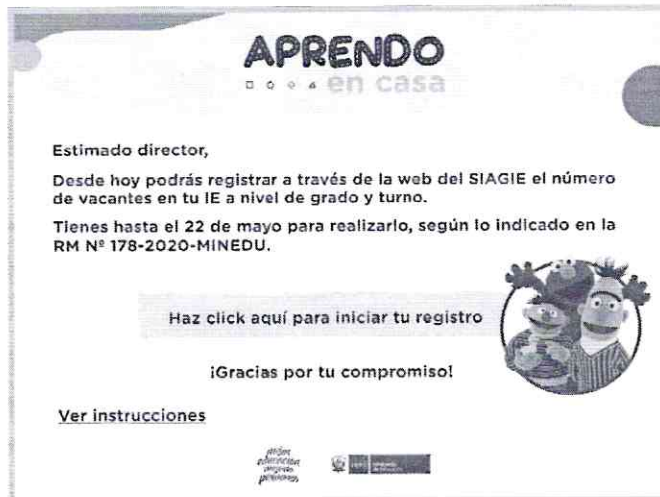 APRENDO
en casa
Estimado director,
Desde hoy podrás registrar a través de la web del SIAGIE el número
de vacantes en tu IE a nivel de grado y turno.
Tienes hasta el 22 de mayo para realizarlo, según lo indicado en la
RM Nº 178-2020-MINEDU.
Haz click aquí para iniciar tu registro
¡Gracias por tu compromiso!
Ver instrucciones